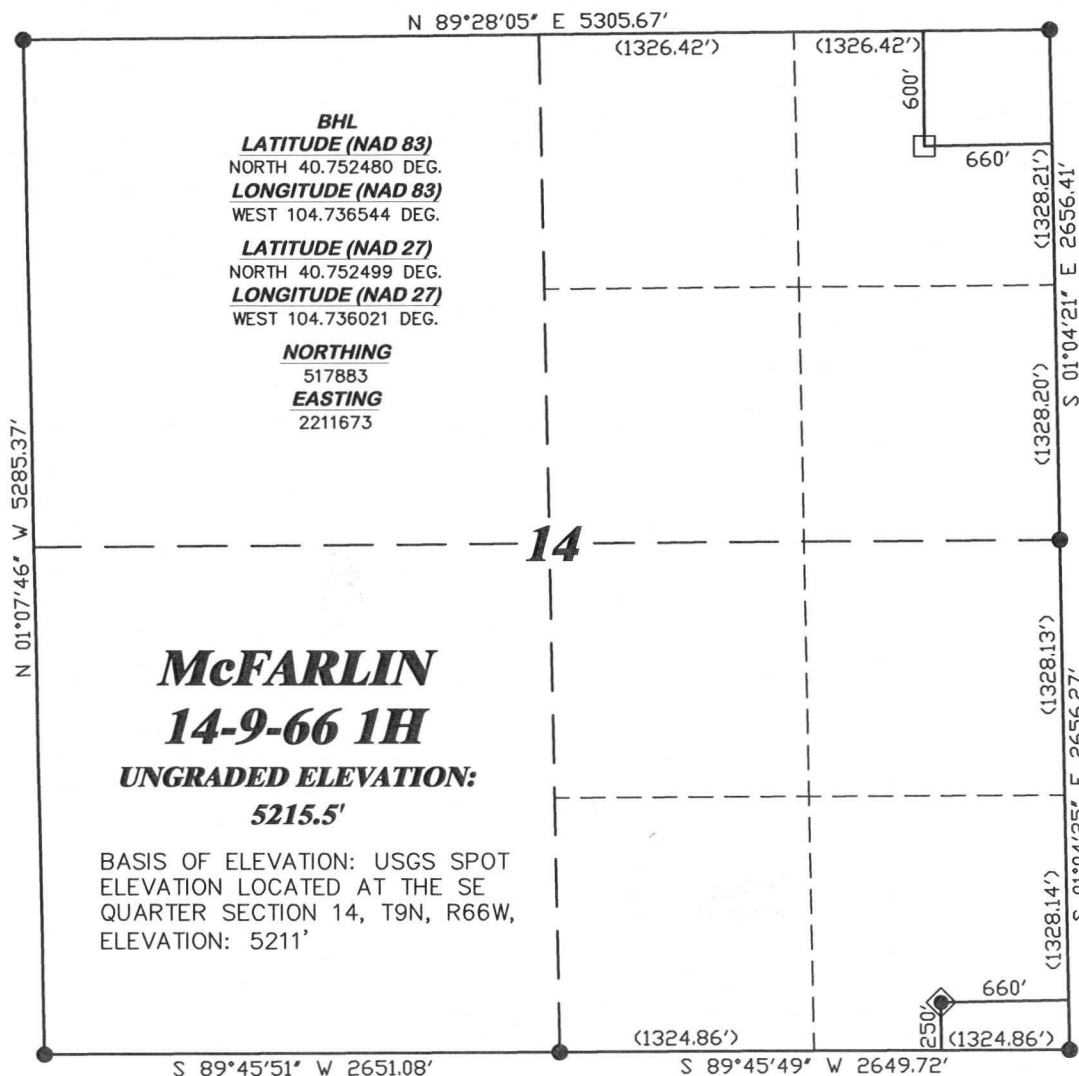 N 89°28'05" E 5305.67'
(1326.42')
(1326.42')
600'
660'
BHL
LATITUDE (NAD 83)
NORTH 40.752480 DEG.
LONGITUDE (NAD 83)
WEST 104.736544 DEG.
LATITUDE (NAD 27)
NORTH 40.752499 DEG.
LONGITUDE (NAD 27)
WEST 104.736021 DEG.
NORTHING
517883
EASTING
2211673
(1328.21')
S 01°04'21" E 2656.41'
(1328.20')
N 01°07'46" W 5285.37'
14
McFARLIN
14-9-66 1H
UNGRADED ELEVATION:
5215.5'
BASIS OF ELEVATION: USGS SPOT
ELEVATION LOCATED AT THE SE
QUARTER SECTION 14, T9N, R66W,
ELEVATION: 5211'
(1328.13')
S 01°04'25" E 2656.27'
(1328.14')
660'
250'
(1324.86')
(1324.86')
S 89°45'51" W 2651.08'
S 89°45'49" W 2649.72'